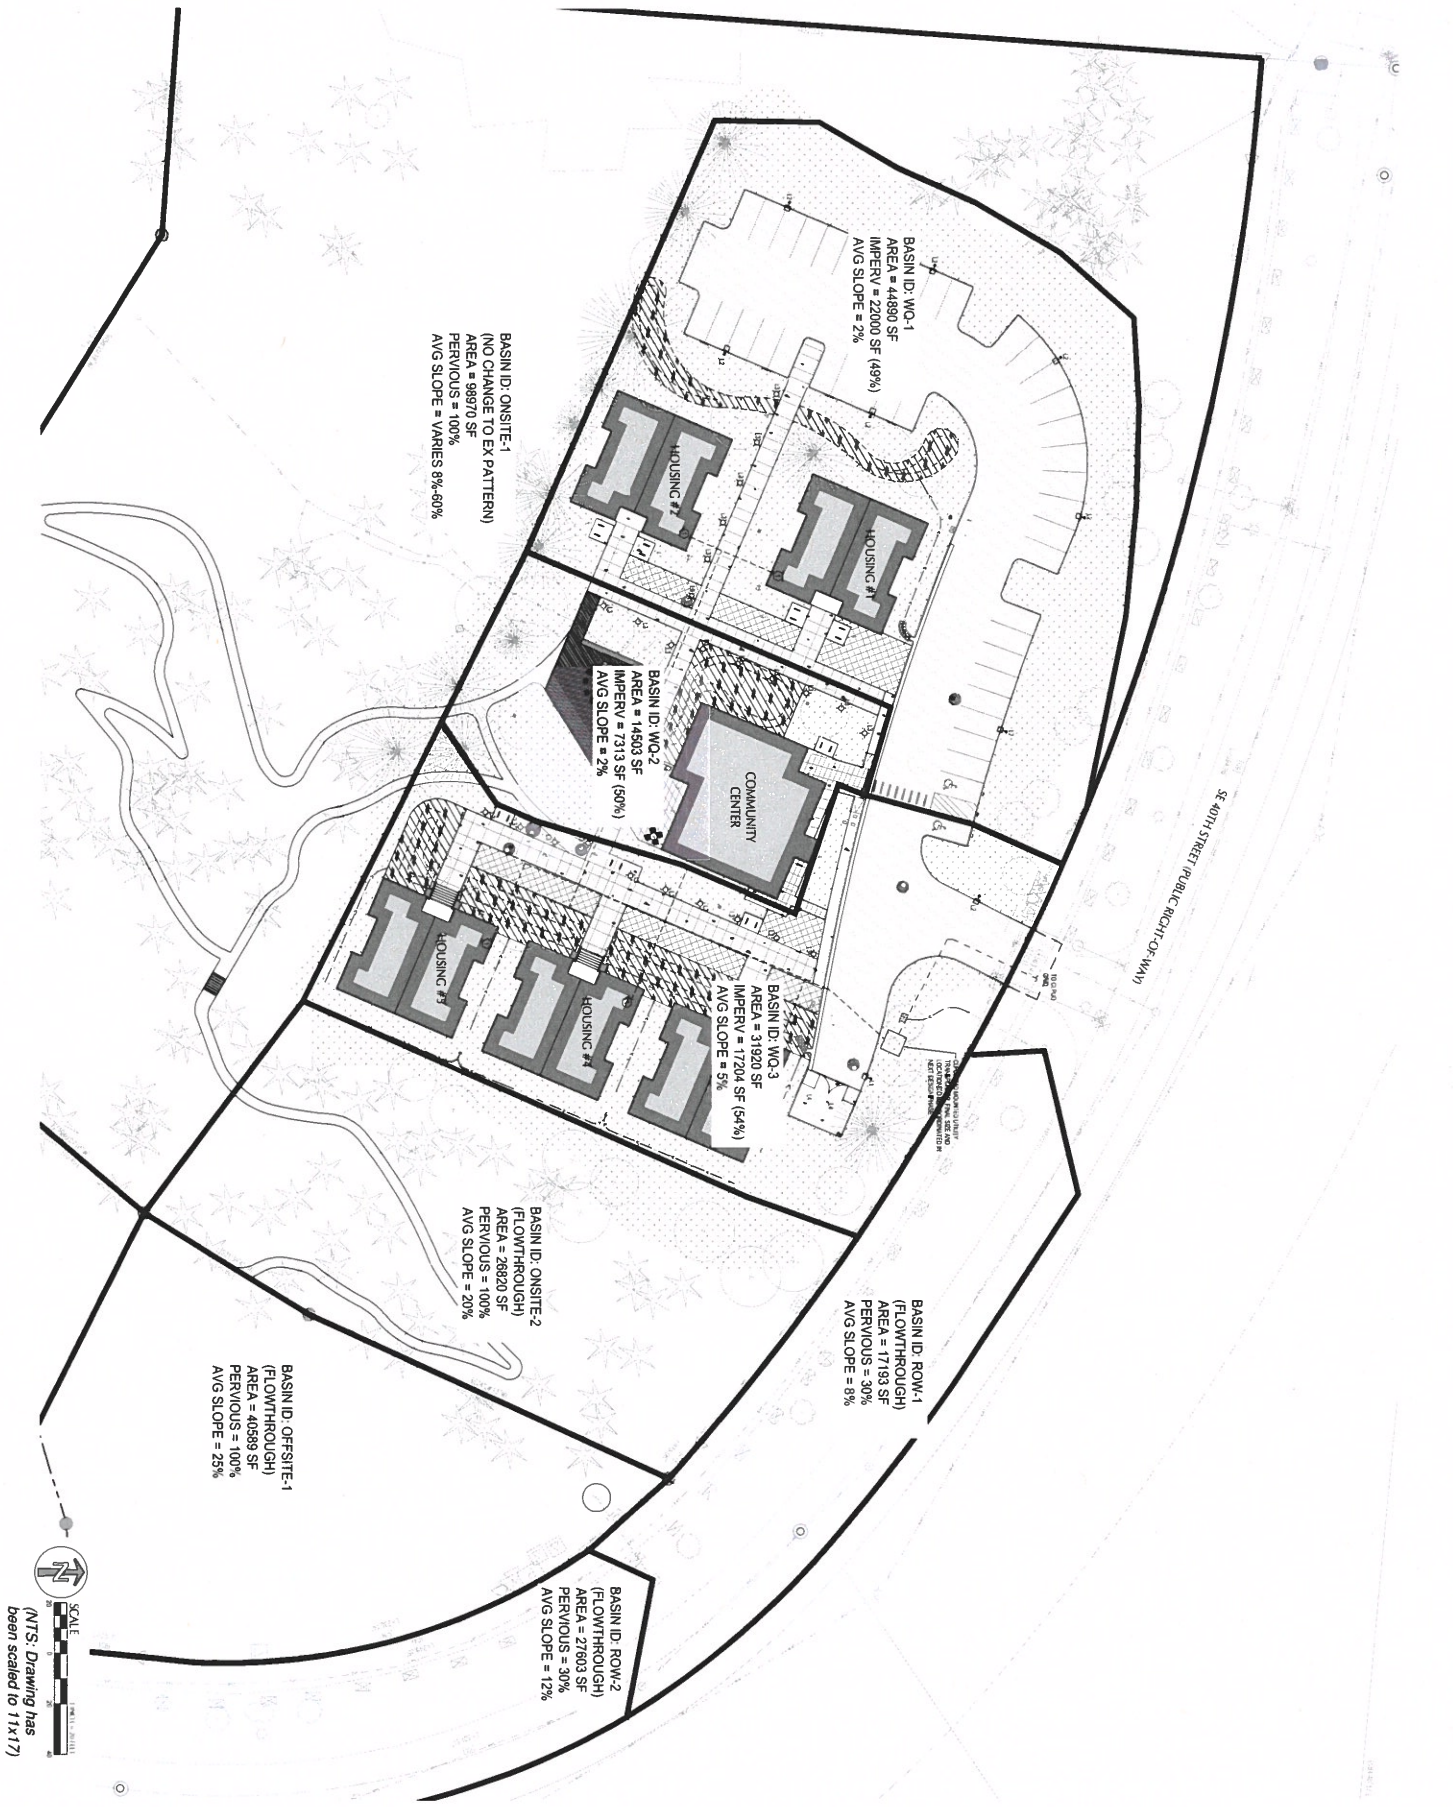 BASIN ID: WQ-1
AREA = 44890 SF
IMPERV = 22000 SF (49%)
AVG SLOPE = 2%
BASIN ID: ONSITE-1
(NO CHANGE TO EX PATTERN)
AREA = 98970 SF
PERVIOUS = 100%
AVG SLOPE = VARIES 8%-60%
HOUSING #2
HOUSING #1
BASIN ID: WQ-2
AREA = 14503 SF
IMPERV = 7313 SF (50%)
AVG SLOPE = 2%
COMMUNITY
CENTER
SE 40TH STREET (PUBLIC RIGHT-OF-WAY)
HOUSING #3
HOUSING #4
BASIN ID: WQ-3
AREA = 31920 SF
IMPERV = 17204 SF (54%)
AVG SLOPE = 5%
BASIN ID: ONSITE-2
(FLOWTHROUGH)
AREA = 26820 SF
PERVIOUS = 100%
AVG SLOPE = 20%
BASIN ID: ROW-1
(FLOWTHROUGH)
AREA = 17193 SF
PERVIOUS = 30%
AVG SLOPE = 8%
BASIN ID: OFFSITE-1
(FLOWTHROUGH)
AREA = 40589 SF
PERVIOUS = 100%
AVG SLOPE = 25%
BASIN ID: ROW-2
(FLOWTHROUGH)
AREA = 27603 SF
PERVIOUS = 30%
AVG SLOPE = 12%
N
SCALE
20 0 20 40
(NTS: Drawing has
been scaled to 11x17)